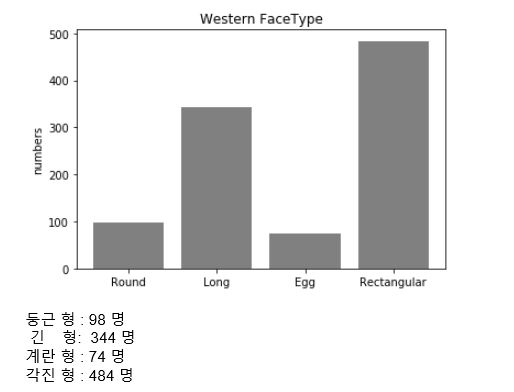 Western FaceType
500
400
300
200
100
0
numbers
Round Long Egg Rectangular
둥근 형 : 98 명
긴 형: 344 명
계란 형 : 74 명
각진 형 : 484 명